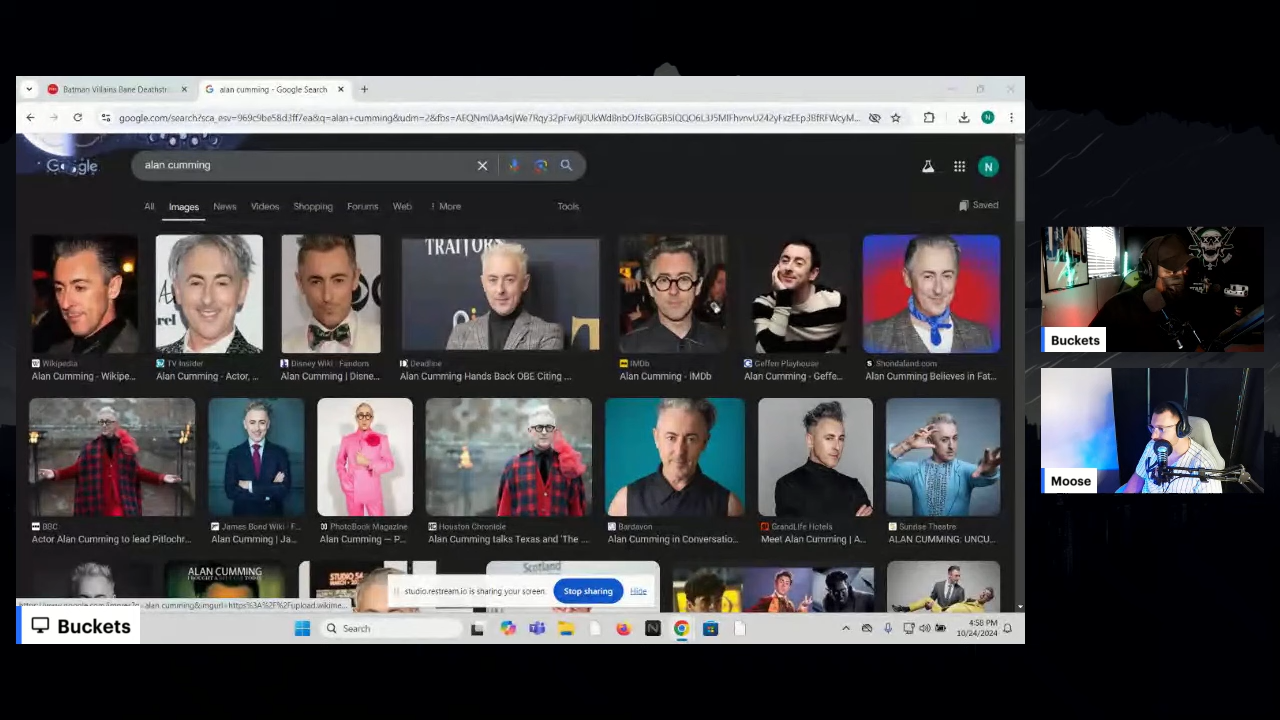 Batman Villains Bane Deathstr
alan cumming - Google Search
Google
alan cumming
All
Images
News
Videos
Shopping
Forums
Web
More
Tools
Saved
N
TRAITORS
Wikipedia
Alan Cumming - Wikipe...
TV Insider
Alan Cumming - Actor, ...
Disney Wiki - Fandom
Alan Cumming | Disne...
Deadline
Alan Cumming Hands Back OBE Citing ...
IMDb
Alan Cumming - IMDb
Geffen Playhouse
Alan Cumming - Geffe...
Shondaland.com
Alan Cumming Believes in Fat...
BBC
Actor Alan Cumming to lead Pitlochr...
James Bond Wiki - F...
Alan Cumming | Ja...
PhotoBook Magazine
Alan Cumming — P...
Houston Chronicle
Alan Cumming talks Texas and 'The ...
Bardavon
Alan Cumming in Conversatio...
GrandLife Hotels
Meet Alan Cumming | A...
Sunrise Theatre
ALAN CUMMING: UNCU...
ALAN CUMMING
STUDIO 54
Scotland
studio.restream.io is sharing your screen.
Stop sharing
Hide
Search
4:58 PM
10/24/2024
Buckets
Buckets
Moose